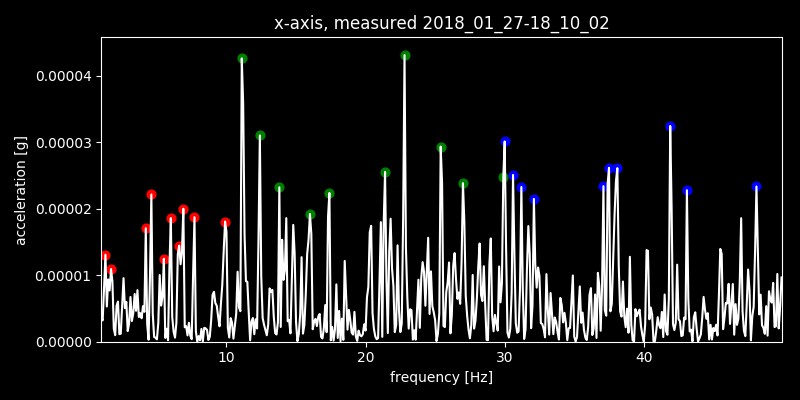 x-axis, measured 2018_01_27-18_10_02
acceleration [g]
0.00004
0.00003
0.00002
0.00001
0.00000
10 20 30 40
frequency [Hz]